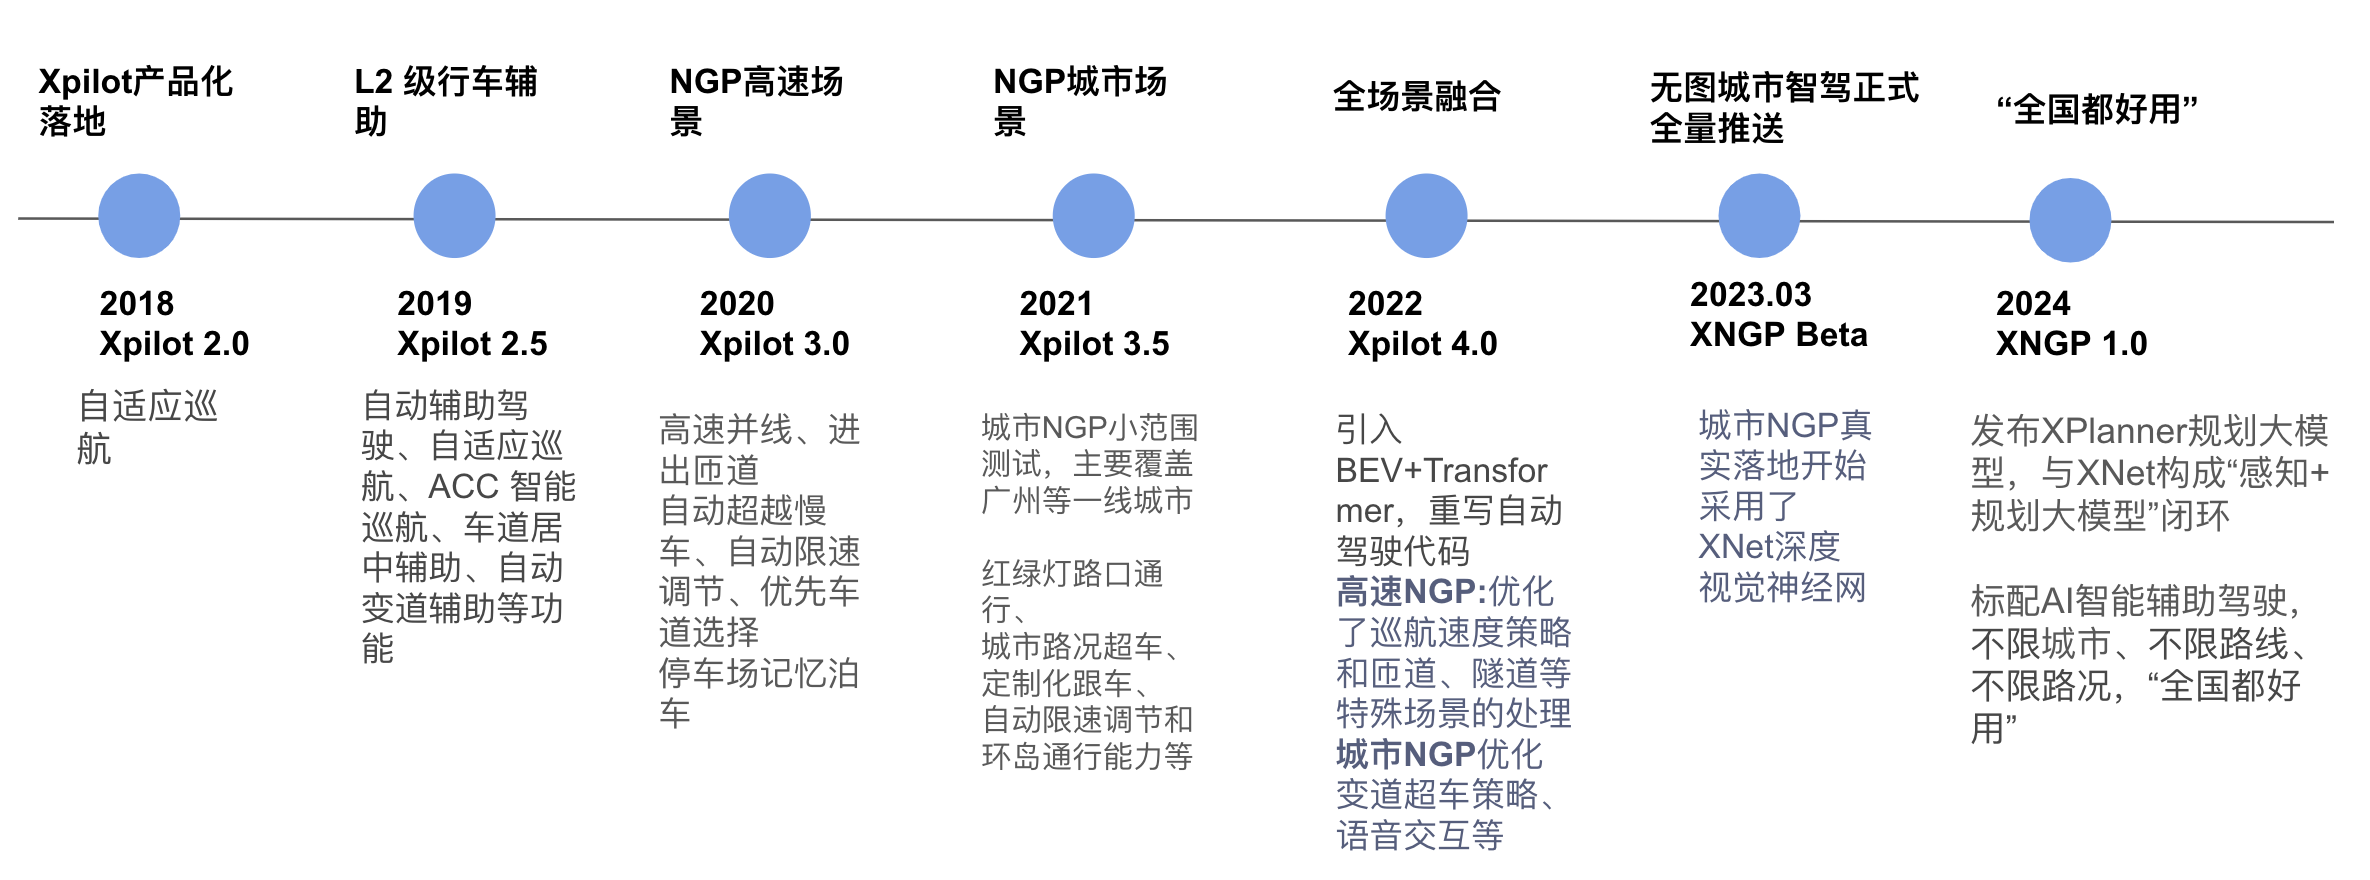 Xpilot产品化
落地
L2 级行车辅
助
NGP高速场
景
NGP城市场
景
全场景融合
无图城市智驾正式
全量推送
“全国都好用”
2018
Xpilot 2.0
2019
Xpilot 2.5
2020
Xpilot 3.0
2021
Xpilot 3.5
2022
Xpilot 4.0
2023.03
XNGP Beta
2024
XNGP 1.0
自适应巡
航
自动辅助驾
驶、自适应巡
航、ACC 智能
巡航、车道居
中辅助、自动
变道辅助等功
能
高速并线、进
出匝道
自动超越慢
车、自动限速
调节、优先车
道选择
停车场记忆泊
车
城市NGP小范围
测试，主要覆盖
广州等一线城市
红绿灯路口通
行、
城市路况超车、
定制化跟车、
自动限速调节和
环岛通行能力等
引入
BEV+Transfor
mer，重写自动
驾驶代码
高速NGP:优化
了巡航速度策略
和匝道、隧道等
特殊场景的处理
城市NGP优化
变道超车策略、
语音交互等
城市NGP真
实落地开始
采用了
XNet深度
视觉神经网
发布XPlanner规划大模
型，与XNet构成“感知+
规划大模型”闭环
标配AI智能辅助驾驶，
不限城市、不限路线、
不限路况，“全国都好
用”